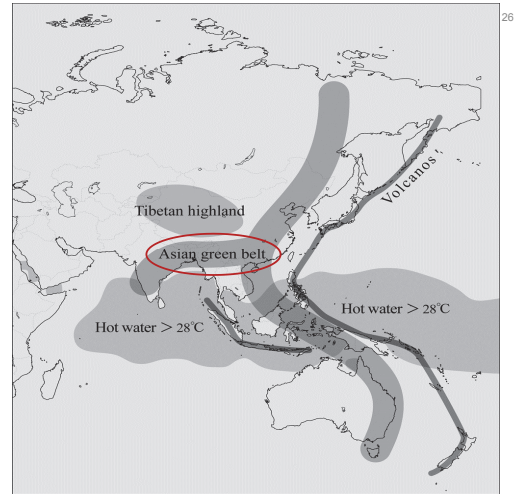 26
Volcanos
Tibetan highland
Asian green belt
Hot water > 28℃
Hot water > 28℃